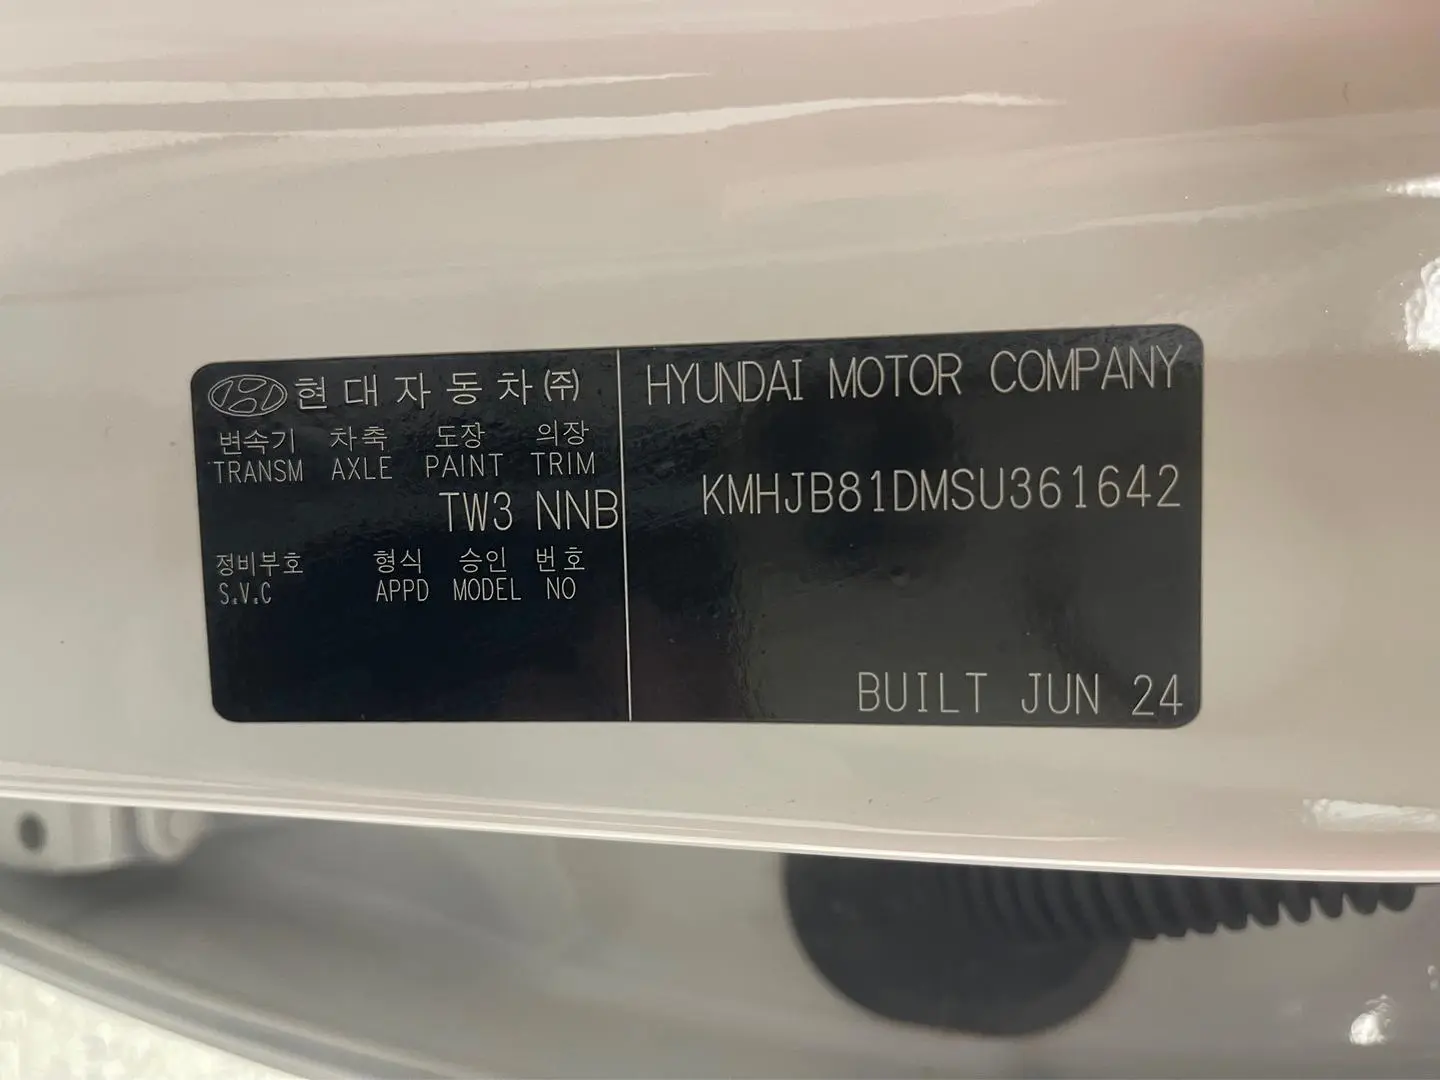 현대자동차(주)
변속기 차축 도장 의장
TRANSM AXLE PAINT TRIM
TW3 NNB
정비부호 형식 승인 번호
S.V.C APPD MODEL NO
HYUNDAI MOTOR COMPANY
KMHJB81DMSU361642
BUILT JUN 24